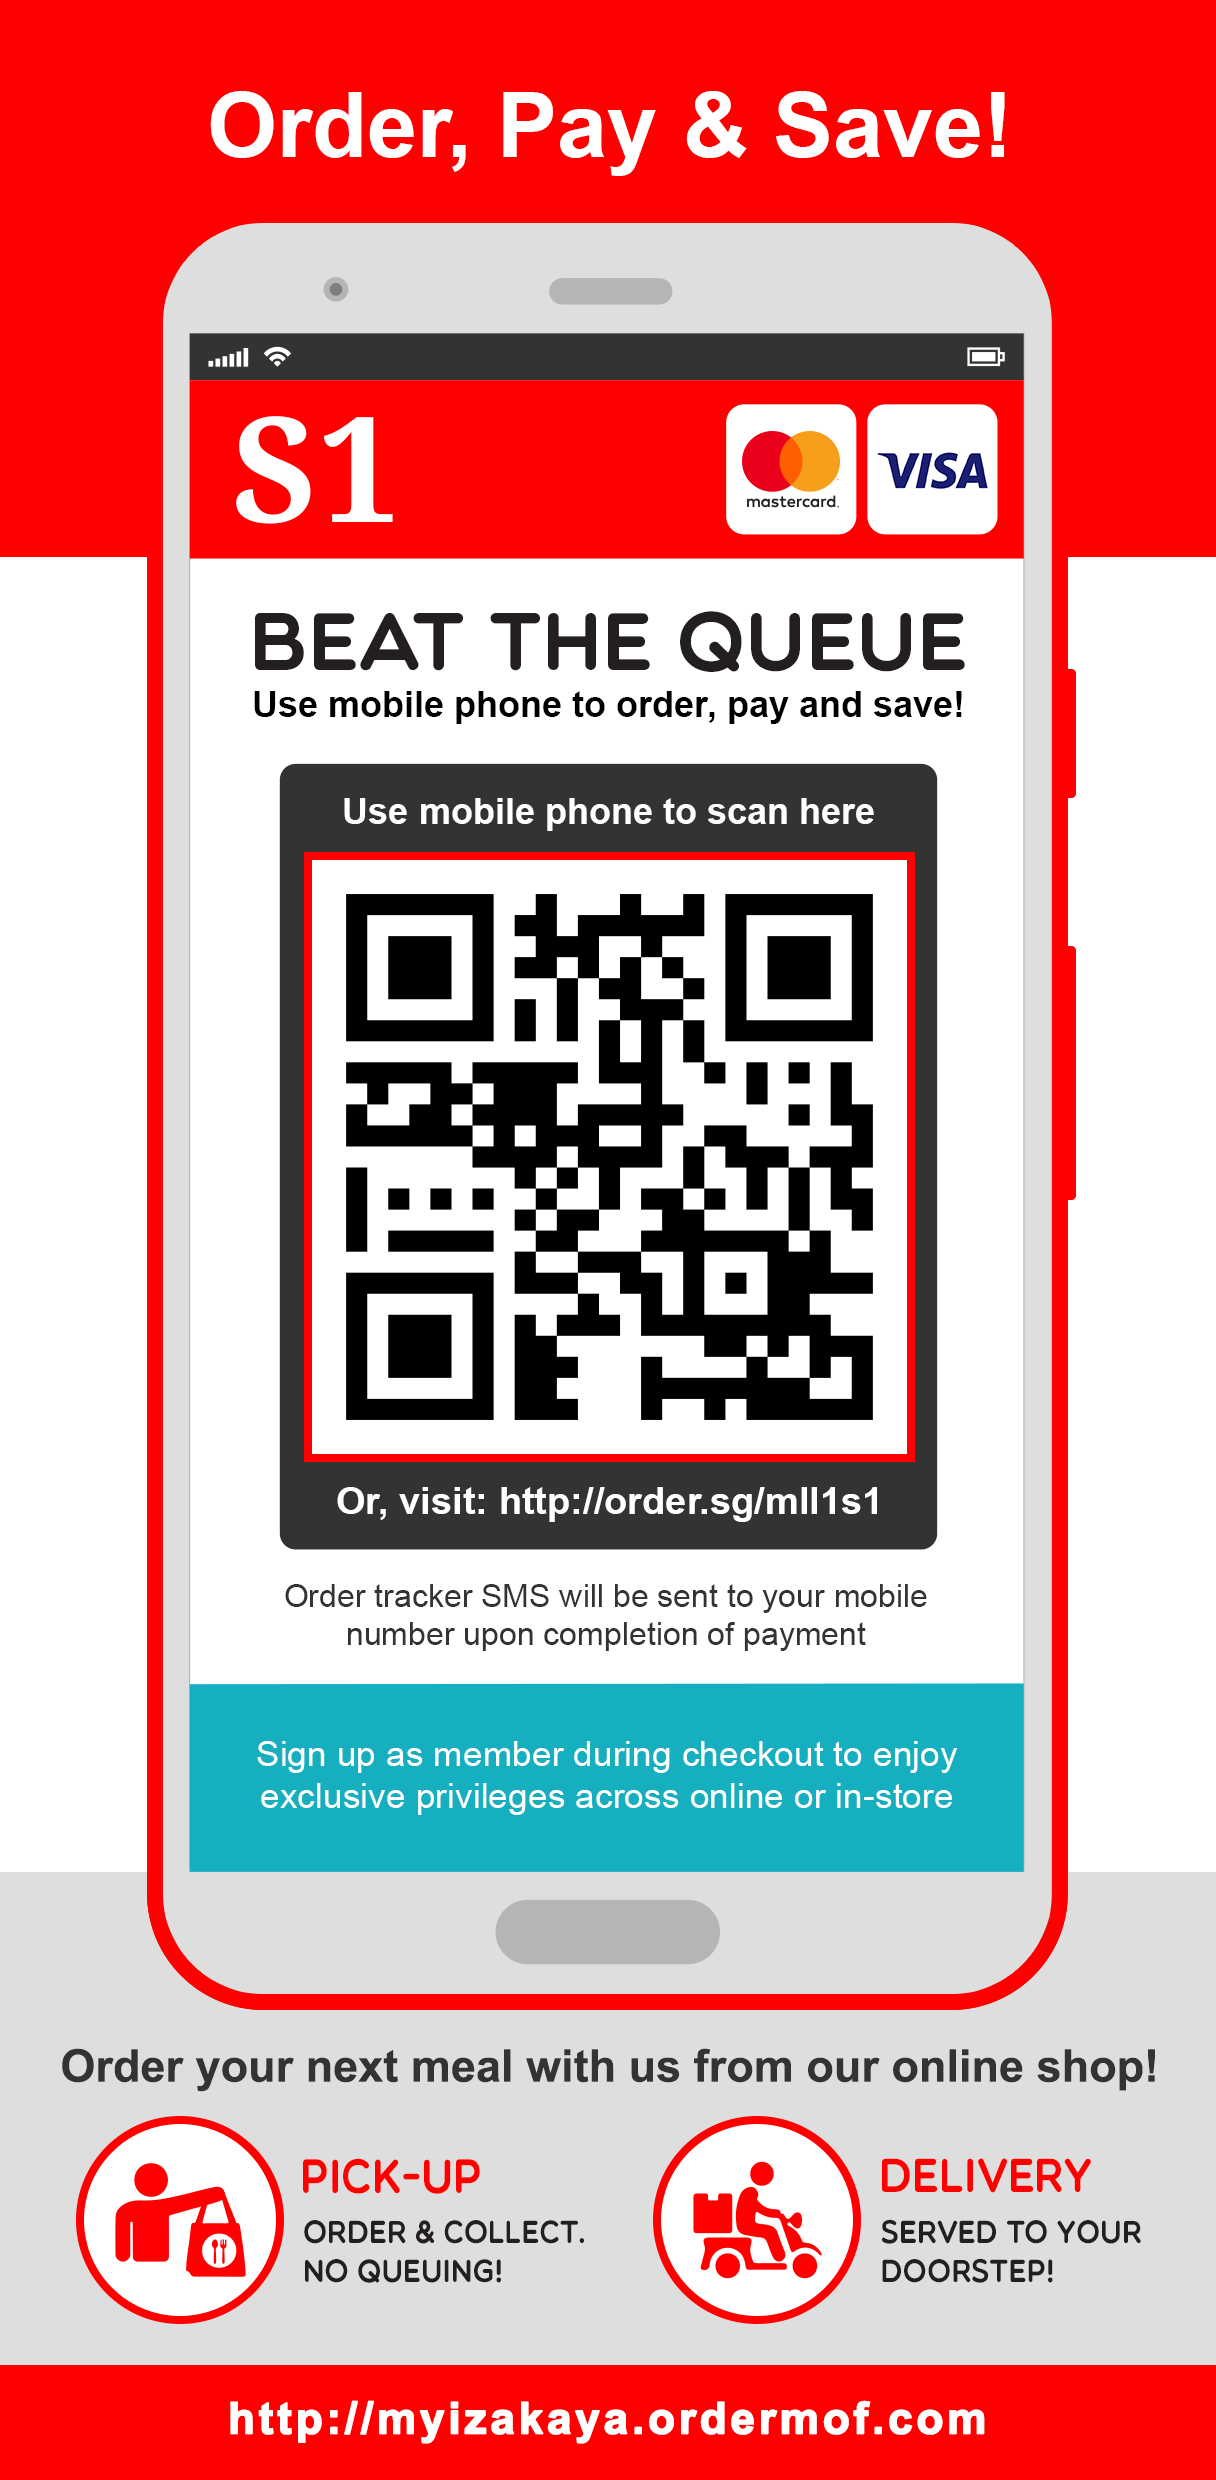 Order, Pay & Save!
S1
mastercard.
VISA
BEAT THE QUEUE
Use mobile phone to order, pay and save!
Use mobile phone to scan here
Or, visit: http://order.sg/mll1s1
Order tracker SMS will be sent to your mobile
number upon completion of payment
Sign up as member during checkout to enjoy
exclusive privileges across online or in-store
Order your next meal with us from our online shop!
PICK-UP
ORDER & COLLECT.
NO QUEUING!
DELIVERY
SERVED TO YOUR
DOORSTEP!
http://myizakaya.ordermof.com